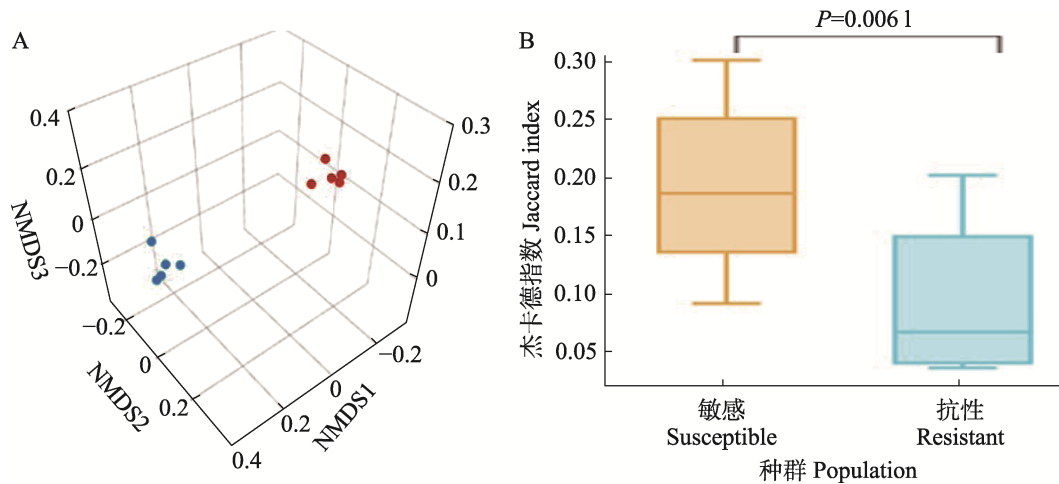 A
0.4
0.2
0
−0.2
NMDS3
−0.2
0
0.2
0.4
NMDS2
0.2
0
−0.2
NMDS1
0.3
0.2
0.1
0
B
P=0.006 1
0.30
0.25
0.20
0.15
0.10
0.05
杰卡德指数 Jaccard index
敏感
Susceptible
抗性
Resistant
种群 Population